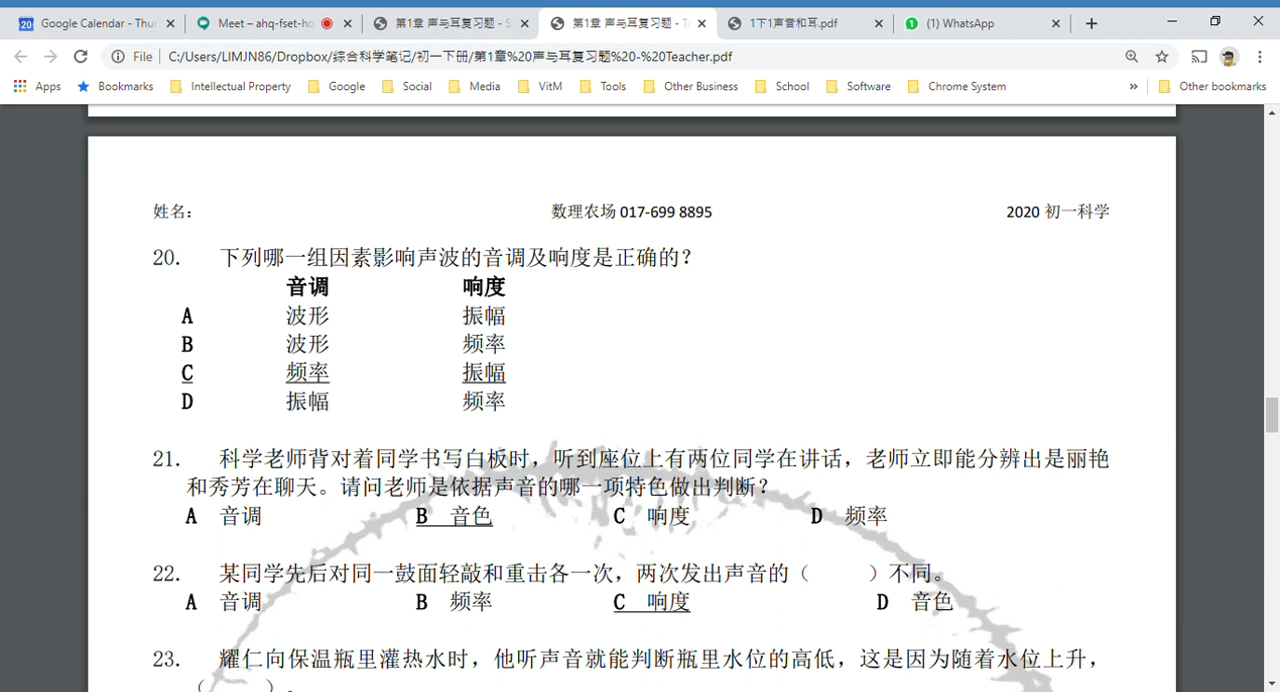 Google Calendar - Thur
Meet – ahq-fset-hq
第1章 声与耳复习题 - S
第1章 声与耳复习题 - T
1下1声音和耳.pdf
(1) WhatsApp
File | C:/Users/LIMJN86/Dropbox/综合科学笔记/初一下册/第1章%20声与耳复习题%20-%20Teacher.pdf
Apps Bookmarks Intellectual Property Google Social Media VitM Tools Other Business School Software Chrome System » Other bookmarks
姓名: 数理农场 017-699 8895 2020 初一科学
20. 下列哪一组因素影响声波的音调及响度是正确的?
音调 响度
A 波形 振幅
B 波形 频率
C 频率 振幅
D 振幅 频率
21. 科学老师背对着同学书写白板时，听到座位上有两位同学在讲话，老师立即能分辨出是丽艳
和秀芳在聊天。请问老师是依据声音的哪一项特色做出判断?
A 音调 B 音色 C 响度 D 频率
22. 某同学先后对同一鼓面轻敲和重击各一次，两次发出声音的（ ）不同。
A 音调 B 频率 C 响度 D 音色
23. 耀仁向保温瓶里灌热水时，他听声音就能判断瓶里水位的高低，这是因为随着水位上升，
（ ）。